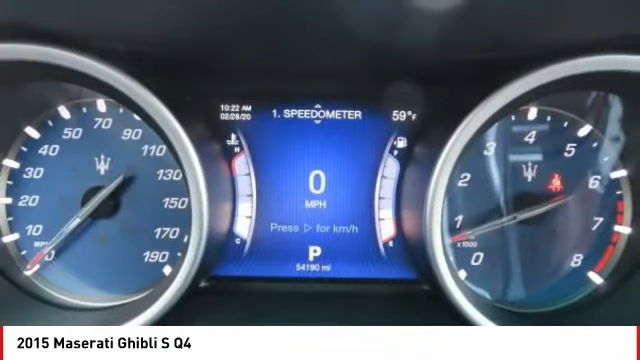 10:22 AM
02/28/20
1. SPEEDOMETER
59°F
0
MPH
Press ▷ for km/h
P
54190 mi
H
C
F
E
0
10
20
30
40
50
70
90
110
130
150
170
190
MPH
0
1
2
3
4
5
6
7
8
x1000
2015 Maserati Ghibli S Q4